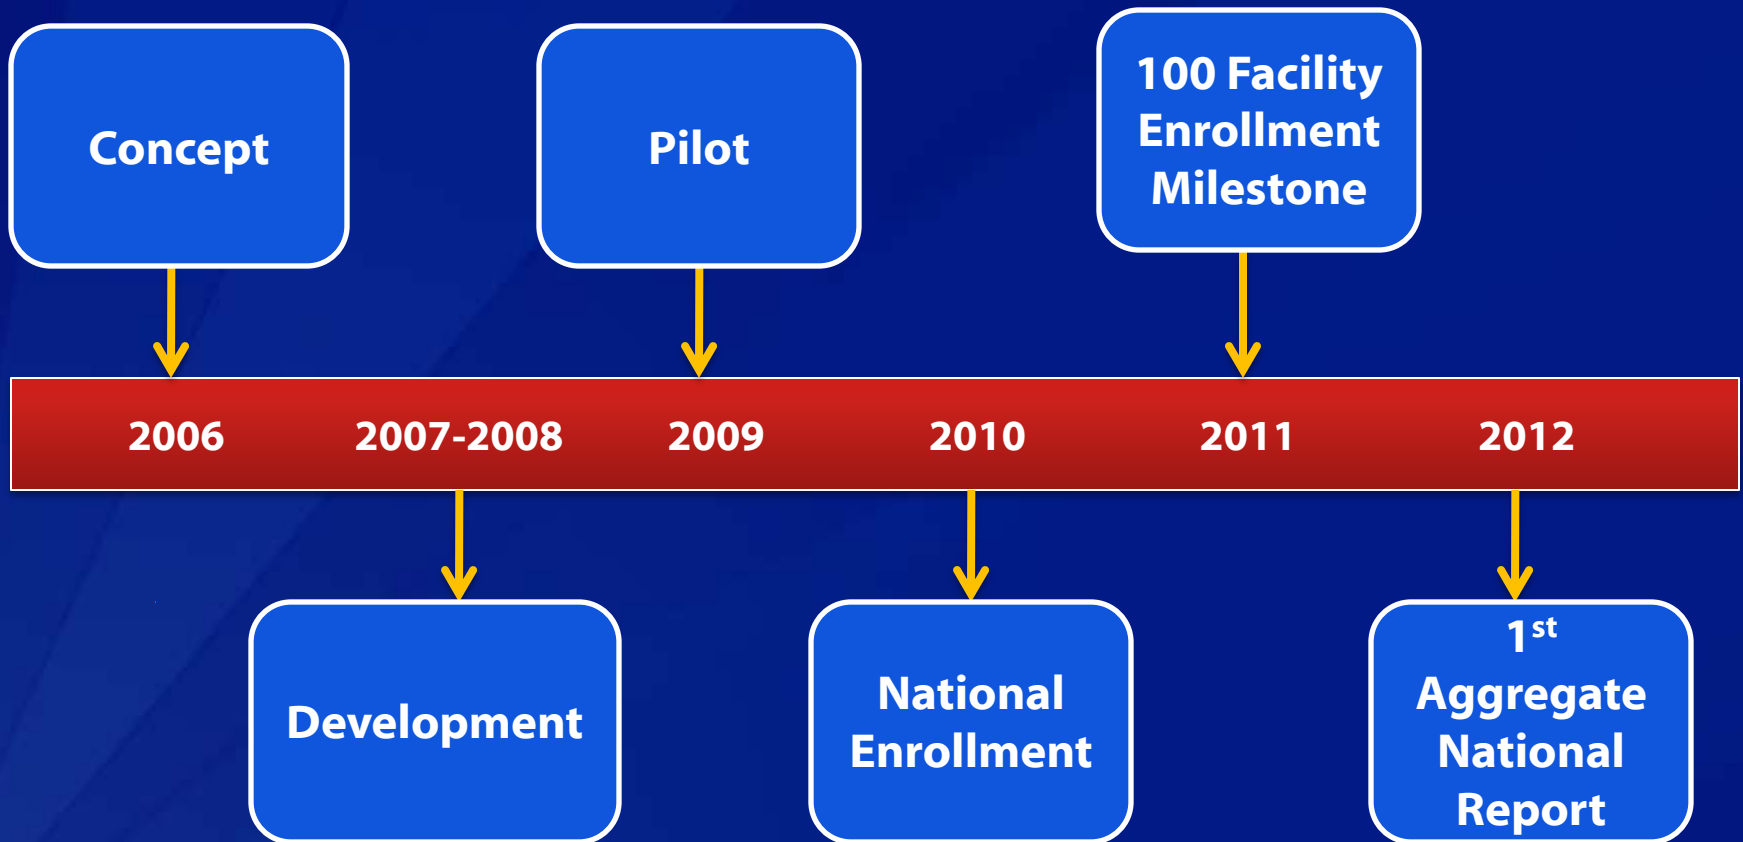 Concept
Pilot
100 Facility
Enrollment
Milestone
2006 2007-2008 2009 2010 2011 2012
Development
National
Enrollment
1st
Aggregate
National
Report